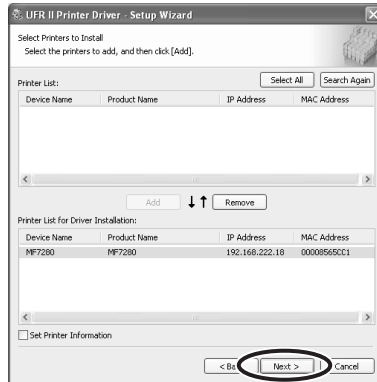 UFR II Printer Driver - Setup Wizard
Select Printers to Install
Select the printers to add, and then click [Add].
Printer List:
Select All
Search Again
Device Name Product Name IP Address MAC Address
Add
Remove
Printer List for Driver Installation:
Device Name Product Name IP Address MAC Address
MF7280 MF7280 192.168.222.18 00008565CC1
Set Printer Information
< Ba
Next >
Cancel